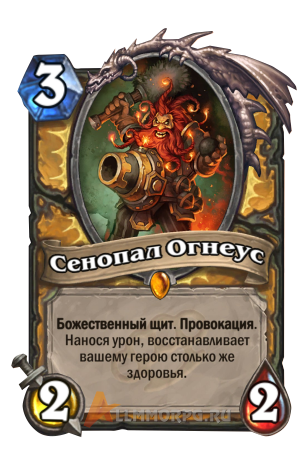 3
Сенопал Огнеус
Божественный щит. Провокация.
Нанося урон, восстанавливает
вашему герою столько же
здоровья.
2
2